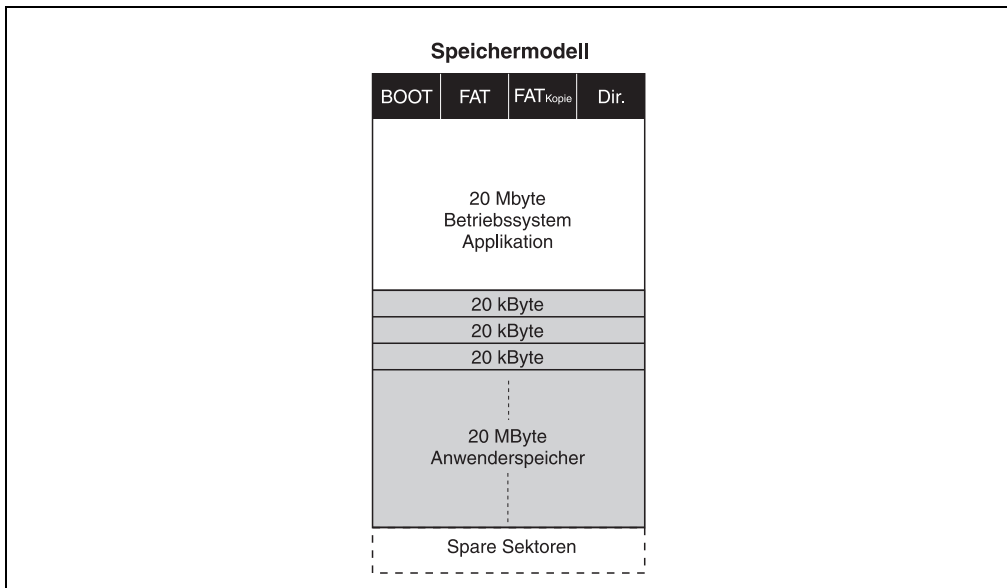 Speichermodell
BOOT FAT FATKopie Dir.
20 Mbyte
Betriebssystem
Applikation
20 kByte
20 kByte
20 kByte
20 MByte
Anwenderspeicher
Spare Sektoren